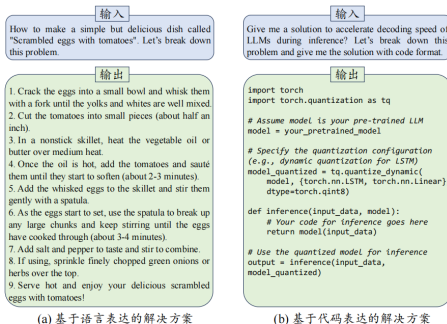 输入
How to make a simple but delicious dish called
"Scrambled eggs with tomatoes". Let's break down
this problem.
输出
1. Crack the eggs into a small bowl and whisk them
with a fork until the yolks and whites are well mixed.
2. Cut the tomatoes into small pieces (about half an
inch).
3. In a nonstick skillet, heat the vegetable oil or
butter over medium heat.
4. Once the oil is hot, add the tomatoes and sauté
them until they start to soften (about 2-3 minutes).
5. Add the whisked eggs to the skillet and stir them
gently with a spatula.
6. As the eggs start to set, use the spatula to break up
any large chunks and keep stirring until the eggs
have cooked through (about 3-4 minutes).
7. Add salt and pepper to taste and stir to combine.
8. If using, sprinkle finely chopped green onions or
herbs over the top.
9. Serve hot and enjoy your delicious scrambled
eggs with tomatoes!
(a) 基于语言表达的解决方案
输入
Give me a solution to accelerate decoding speed of
LLMs during inference? Let's break down this
problem and give me the solution with code format.
输出
import torch
import torch.quantization as tq
# Assume model is your pre-trained LLM
model = your_pretrained_model
# Specify the quantization configuration
(e.g., dynamic quantization for LSTM)
model_quantized = tq.quantize_dynamic(
model, {torch.nn.LSTM, torch.nn.Linear}
dtype=torch.qint8)
def inference(input_data, model):
# Your code for inference goes here
return model(input_data)
# Use the quantized model for inference
output = inference(input_data,
model_quantized)
(b) 基于代码表达的解决方案